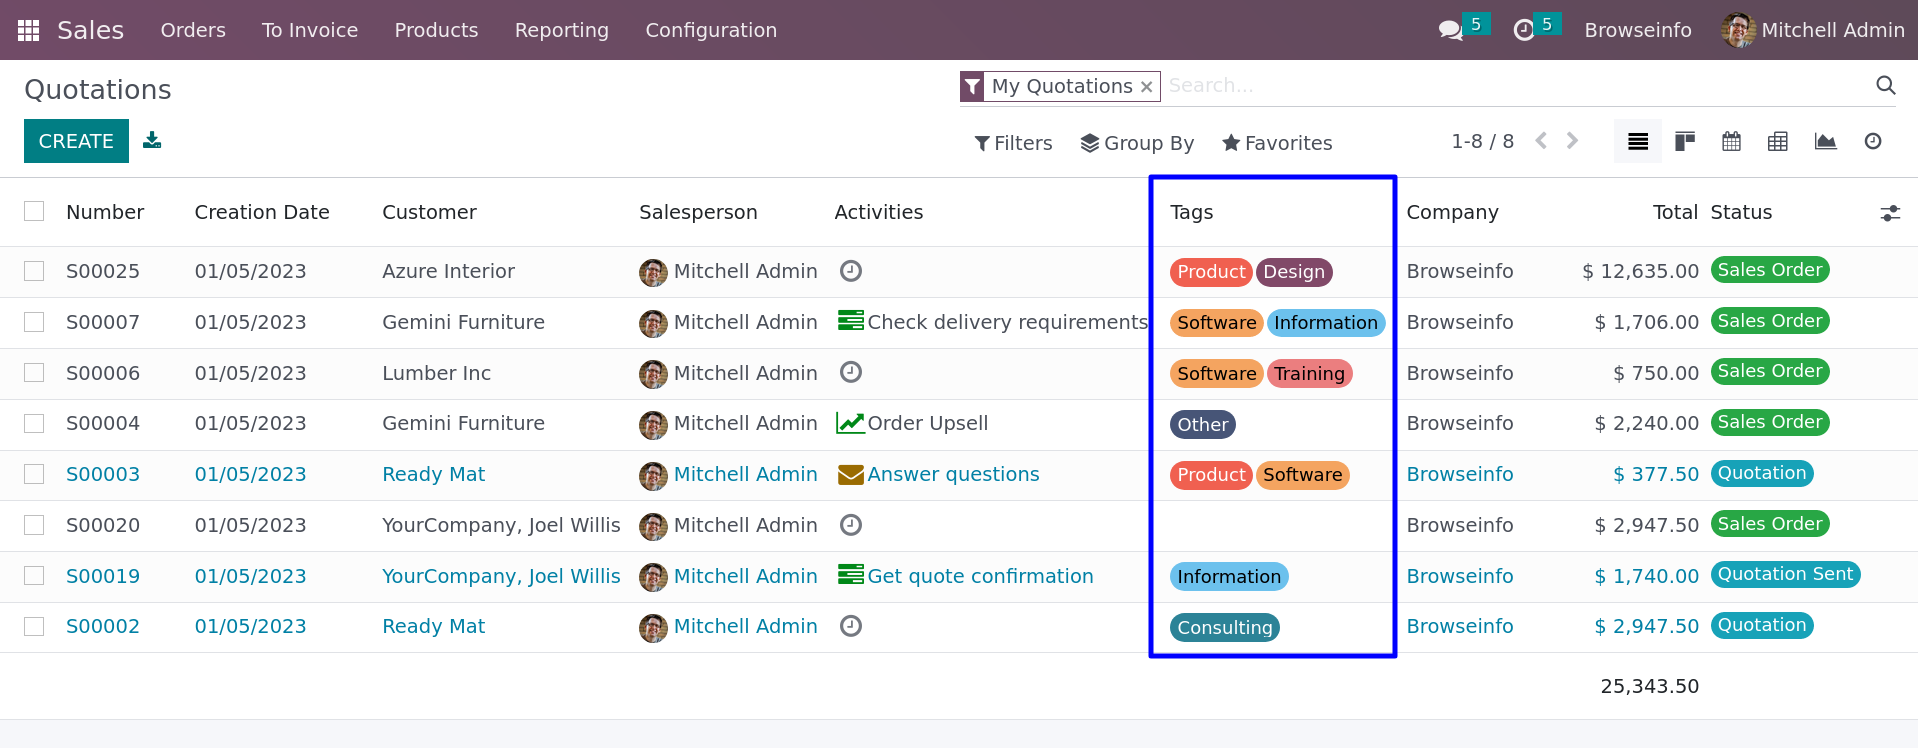 Sales Orders To Invoice Products Reporting Configuration 5 5 Browseinfo Mitchell Admin
Quotations My Quotations × Search...
CREATE Filters Group By Favorites 1-8 / 8
Number Creation Date Customer Salesperson Activities Tags Company Total Status
S00025 01/05/2023 Azure Interior Mitchell Admin Product Design Browseinfo $ 12,635.00 Sales Order
S00007 01/05/2023 Gemini Furniture Mitchell Admin Check delivery requirements Software Information Browseinfo $ 1,706.00 Sales Order
S00006 01/05/2023 Lumber Inc Mitchell Admin Software Training Browseinfo $ 750.00 Sales Order
S00004 01/05/2023 Gemini Furniture Mitchell Admin Order Upsell Other Browseinfo $ 2,240.00 Sales Order
S00003 01/05/2023 Ready Mat Mitchell Admin Answer questions Product Software Browseinfo $ 377.50 Quotation
S00020 01/05/2023 YourCompany, Joel Willis Mitchell Admin Browseinfo $ 2,947.50 Sales Order
S00019 01/05/2023 YourCompany, Joel Willis Mitchell Admin Get quote confirmation Information Browseinfo $ 1,740.00 Quotation Sent
S00002 01/05/2023 Ready Mat Mitchell Admin Consulting Browseinfo $ 2,947.50 Quotation
25,343.50